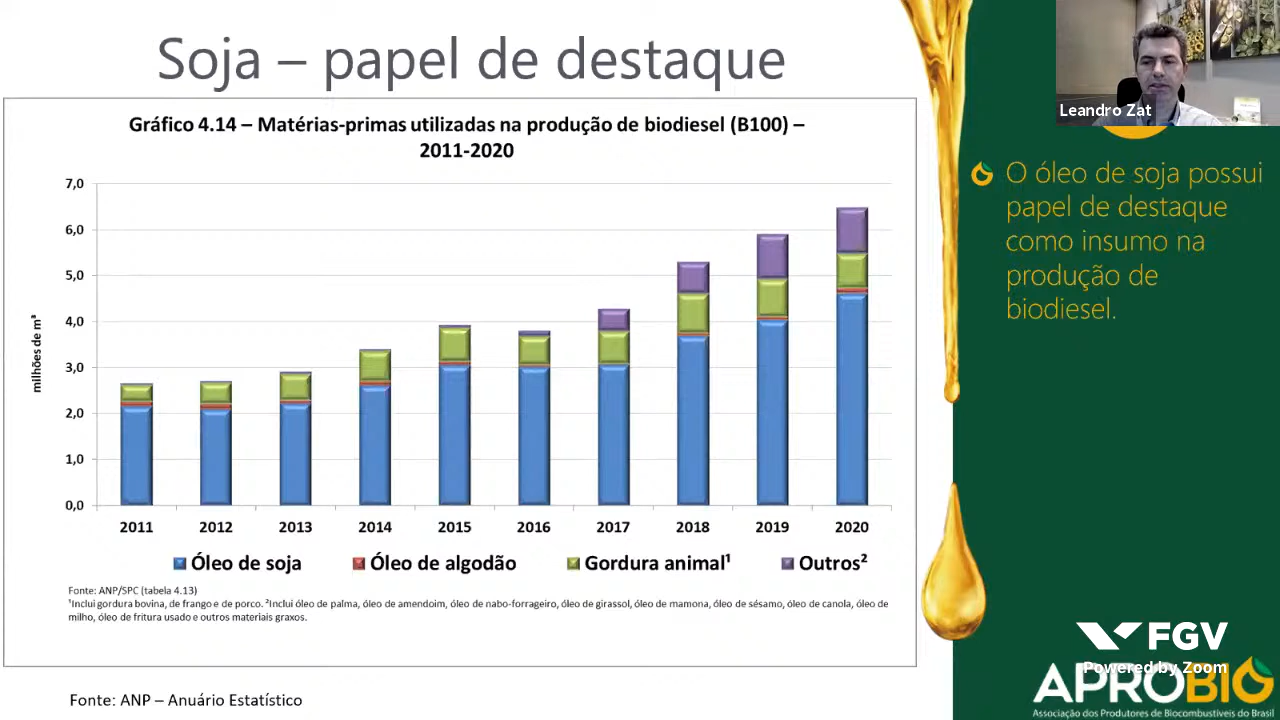 Soja – papel de destaque
Gráfico 4.14 – Matérias-primas utilizadas na produção de biodiesel (B100) –
2011-2020
milhões de m³
7,0
6,0
5,0
4,0
3,0
2,0
1,0
0,0
2011 2012 2013 2014 2015 2016 2017 2018 2019 2020
Óleo de soja Óleo de algodão Gordura animal¹ Outros²
Fonte: ANP/SPC (tabela 4.13)
¹Inclui gordura bovina, de frango e de porco. ²Inclui óleo de palma, óleo de amendoim, óleo de nabo-forrageiro, óleo de girassol, óleo de mamona, óleo de sésamo, óleo de canola, óleo de
milho, óleo de fritura usado e outros materiais graxos.
Fonte: ANP – Anuário Estatístico
Leandro Zat
O óleo de soja possui
papel de destaque
como insumo na
produção de
biodiesel.
FGV
Powered by Zoom
APROBIO
Associação dos Produtores de Biocombustíveis do Brasil